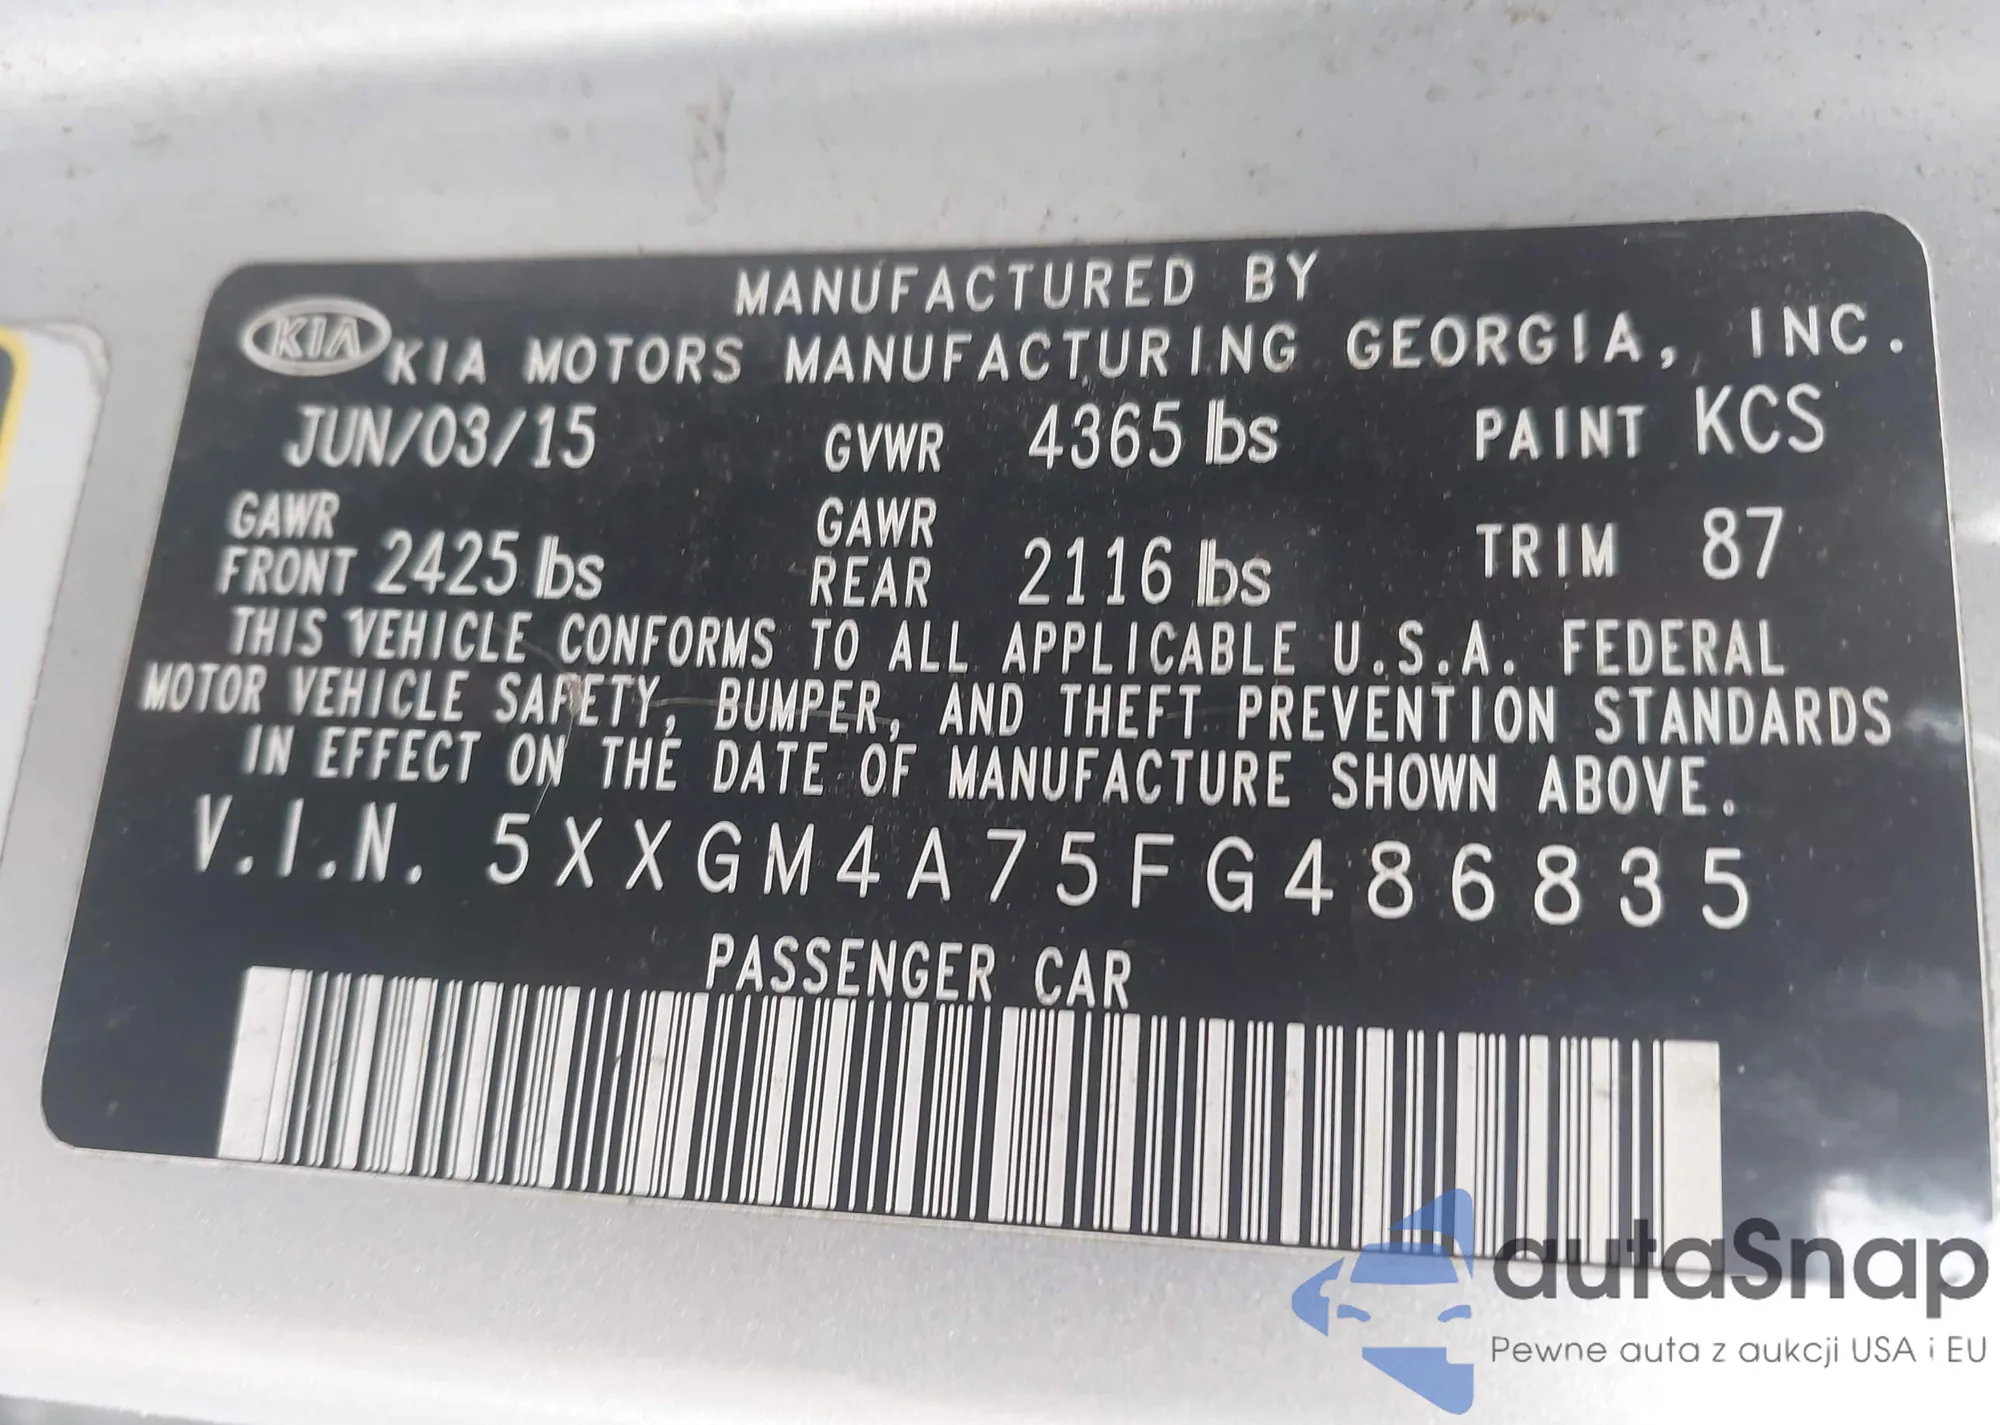 MANUFACTURED BY
KIA KIA MOTORS MANUFACTURING GEORGIA, INC.
JUN/03/15 GVWR 4365 lbs PAINT KCS
GAWR FRONT 2425 lbs GAWR REAR 2116 lbs TRIM 87
THIS VEHICLE CONFORMS TO ALL APPLICABLE U.S.A. FEDERAL
MOTOR VEHICLE SAFETY, BUMPER, AND THEFT PREVENTION STANDARDS
IN EFFECT ON THE DATE OF MANUFACTURE SHOWN ABOVE.
V.I.N. 5XXGM4A75FG486835
PASSENGER CAR
autaSnap
Pewne auta z aukcji USA i EU